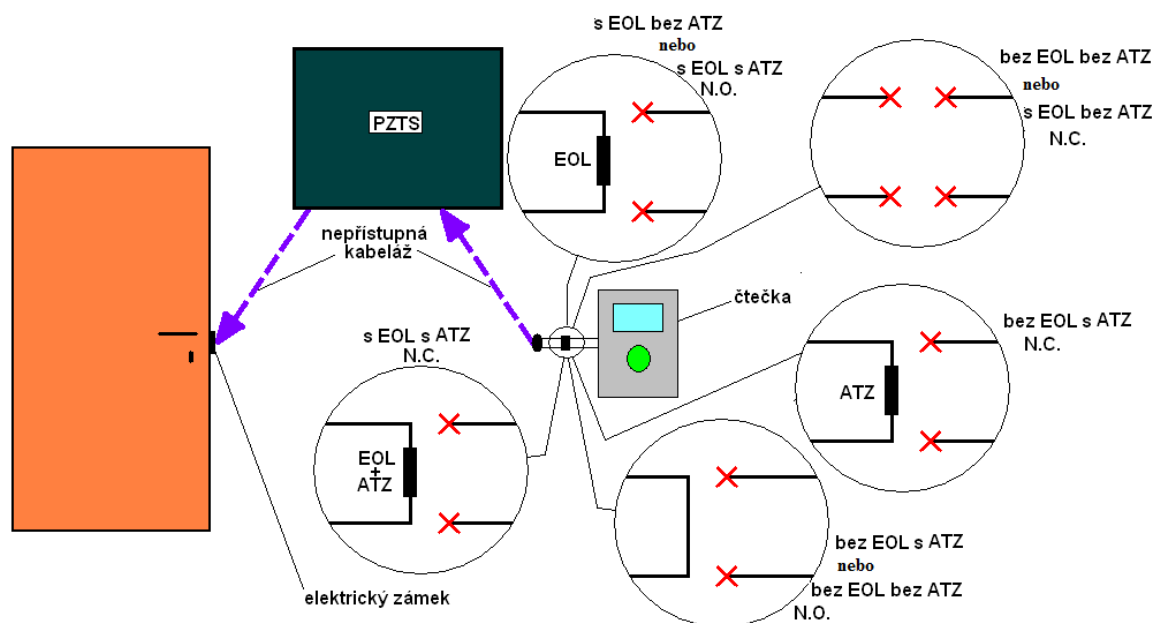 s EOL bez ATZ
nebo
s EOL s ATZ
N.O.
EOL
bez EOL bez ATZ
nebo
s EOL bez ATZ
N.C.
PZTS
nepřístupná
kabeláž
čtečka
s EOL s ATZ
N.C.
EOL
+
ATZ
bez EOL s ATZ
N.C.
ATZ
bez EOL s ATZ
nebo
bez EOL bez ATZ
N.O.
elektrický zámek